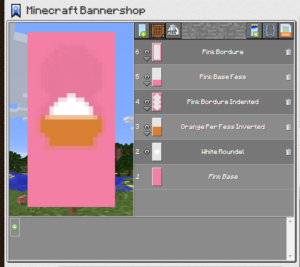 Minecraft Bannershop
6 Pink Bordure
5 Pink Base Fess
4 Pink Bordure Indented
3 Orange Per Fess Inverted
2 White Roundel
1 Pink Base